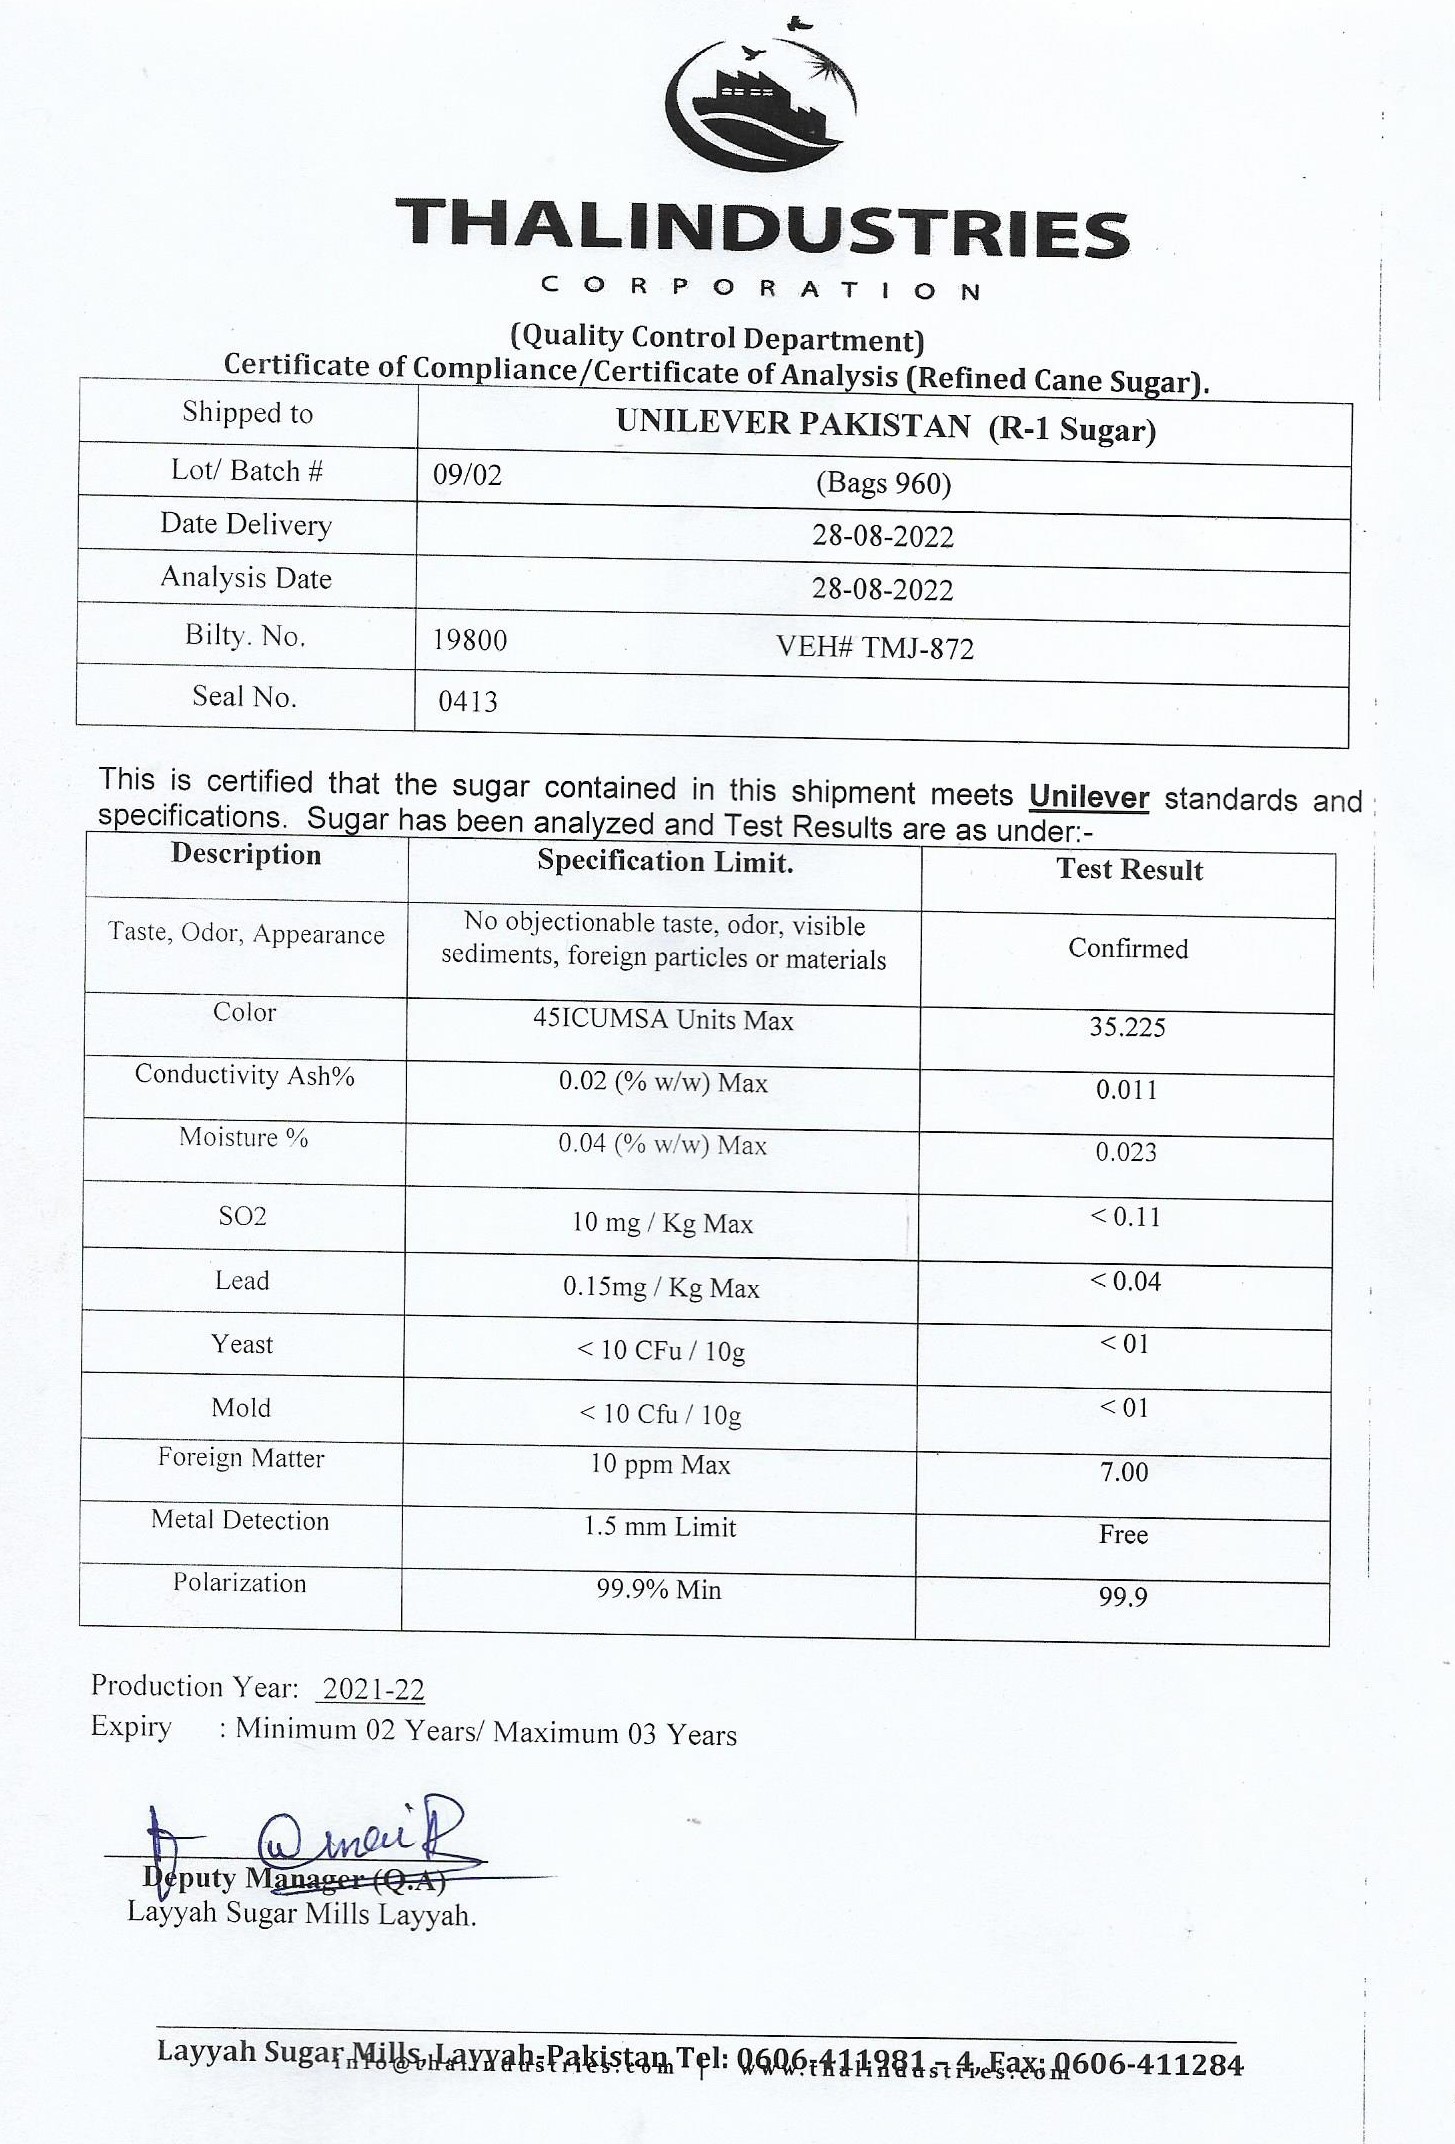 THALINDUSTRIES
CORPORATION
(Quality Control Department)
Certificate of Compliance/Certificate of Analysis (Refined Cane Sugar).
Shipped to UNILEVER PAKISTAN (R-1 Sugar)
Lot/ Batch # 09/02 (Bags 960)
Date Delivery 28-08-2022
Analysis Date 28-08-2022
Bilty. No. 19800 VEH# TMJ-872
Seal No. 0413
This is certified that the sugar contained in this shipment meets Unilever standards and
specifications. Sugar has been analyzed and Test Results are as under:-
Description Specification Limit. Test Result
Taste, Odor, Appearance No objectionable taste, odor, visible
sediments, foreign particles or materials Confirmed
Color 45ICUMSA Units Max 35.225
Conductivity Ash% 0.02 (% w/w) Max 0.011
Moisture % 0.04 (% w/w) Max 0.023
SO2 10 mg / Kg Max < 0.11
Lead 0.15mg / Kg Max < 0.04
Yeast < 10 CFu / 10g < 01
Mold < 10 Cfu / 10g < 01
Foreign Matter 10 ppm Max 7.00
Metal Detection 1.5 mm Limit Free
Polarization 99.9% Min 99.9
Production Year: 2021-22
Expiry : Minimum 02 Years/ Maximum 03 Years
Deputy Manager (Q.A)
Layyah Sugar Mills Layyah.
Layyah Sugar Mills, Layyah-Pakistan Tel: 0606-411981 – 4, Fax: 0606-411284
info@thalindustries.com | www.thalindustries.com